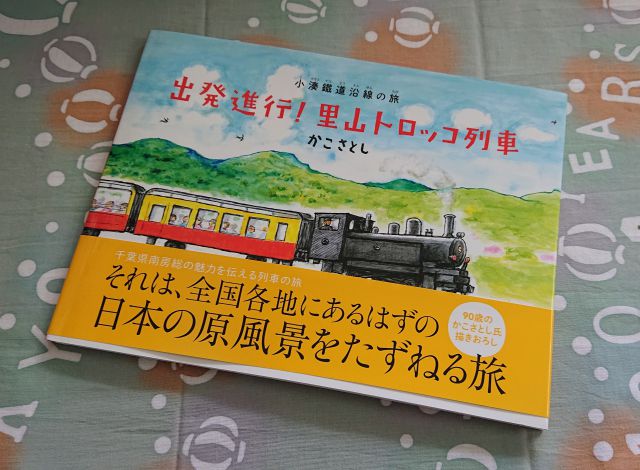 小湊鐵道沿線の旅
出発進行！里山トロッコ列車
かこさとし
千葉県南房総の魅力を伝える列車の旅
それは、全国各地にあるはずの
日本の原風景をたずねる旅
90歳の
かこさとし氏
描きおろし
YEARS